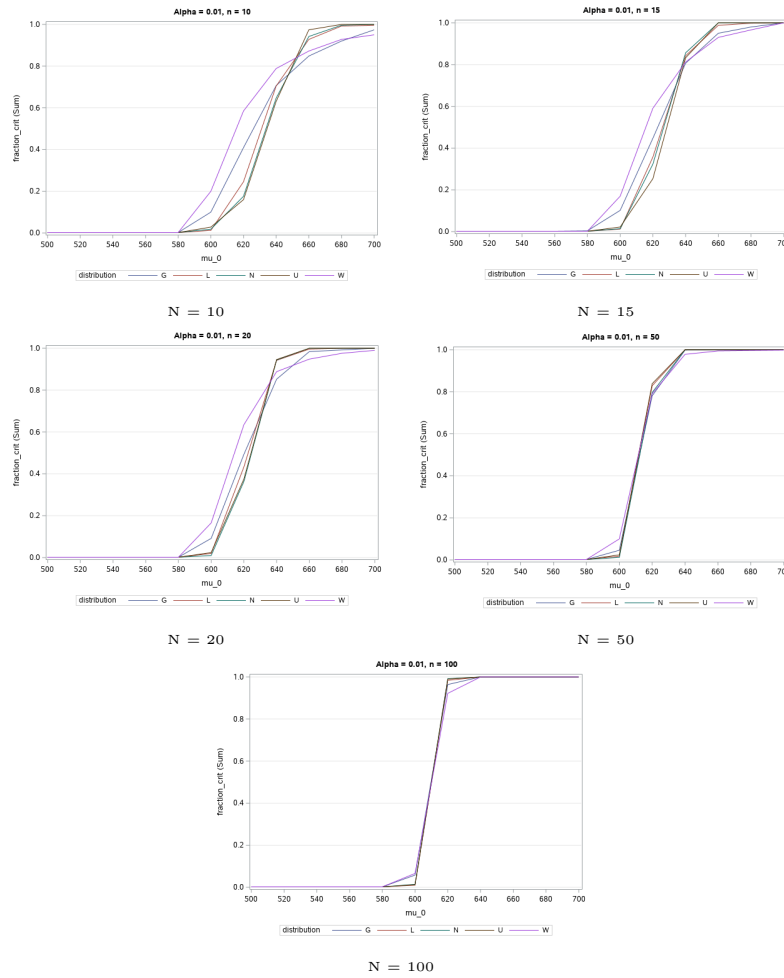 Alpha = 0.01, n = 10
fraction_crit (Sum)
1.0
0.8
0.6
0.4
0.2
0.0
500 520 540 560 580 600 620 640 660 680 700
mu_0
distribution G L N U W
N = 10
Alpha = 0.01, n = 15
fraction_crit (Sum)
1.0
0.8
0.6
0.4
0.2
0.0
500 520 540 560 580 600 620 640 660 680 700
mu_0
distribution G L N U W
N = 15
Alpha = 0.01, n = 20
fraction_crit (Sum)
1.0
0.8
0.6
0.4
0.2
0.0
500 520 540 560 580 600 620 640 660 680 700
mu_0
distribution G L N U W
N = 20
Alpha = 0.01, n = 50
fraction_crit (Sum)
1.0
0.8
0.6
0.4
0.2
0.0
500 520 540 560 580 600 620 640 660 680 700
mu_0
distribution G L N U W
N = 50
Alpha = 0.01, n = 100
fraction_crit (Sum)
1.0
0.8
0.6
0.4
0.2
0.0
500 520 540 560 580 600 620 640 660 680 700
mu_0
distribution G L N U W
N = 100